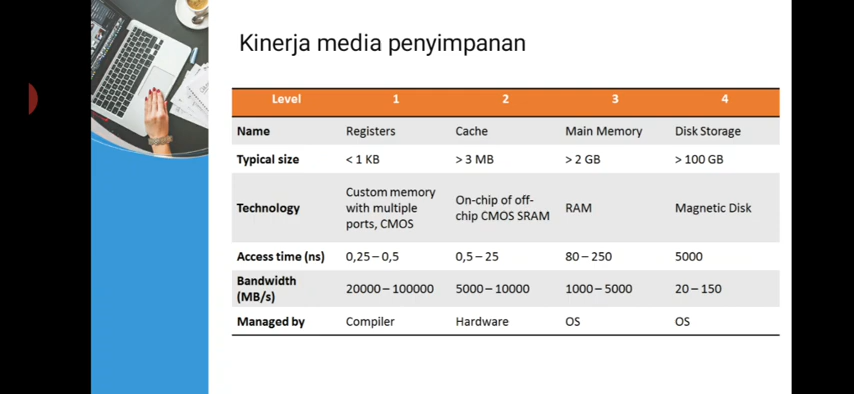 Kinerja media penyimpanan
Level 1 2 3 4
Name Registers Cache Main Memory Disk Storage
Typical size < 1 KB > 3 MB > 2 GB > 100 GB
Technology Custom memory with multiple ports, CMOS On-chip of off-chip CMOS SRAM RAM Magnetic Disk
Access time (ns) 0,25 – 0,5 0,5 – 25 80 – 250 5000
Bandwidth (MB/s) 20000 – 100000 5000 – 10000 1000 – 5000 20 – 150
Managed by Compiler Hardware OS OS